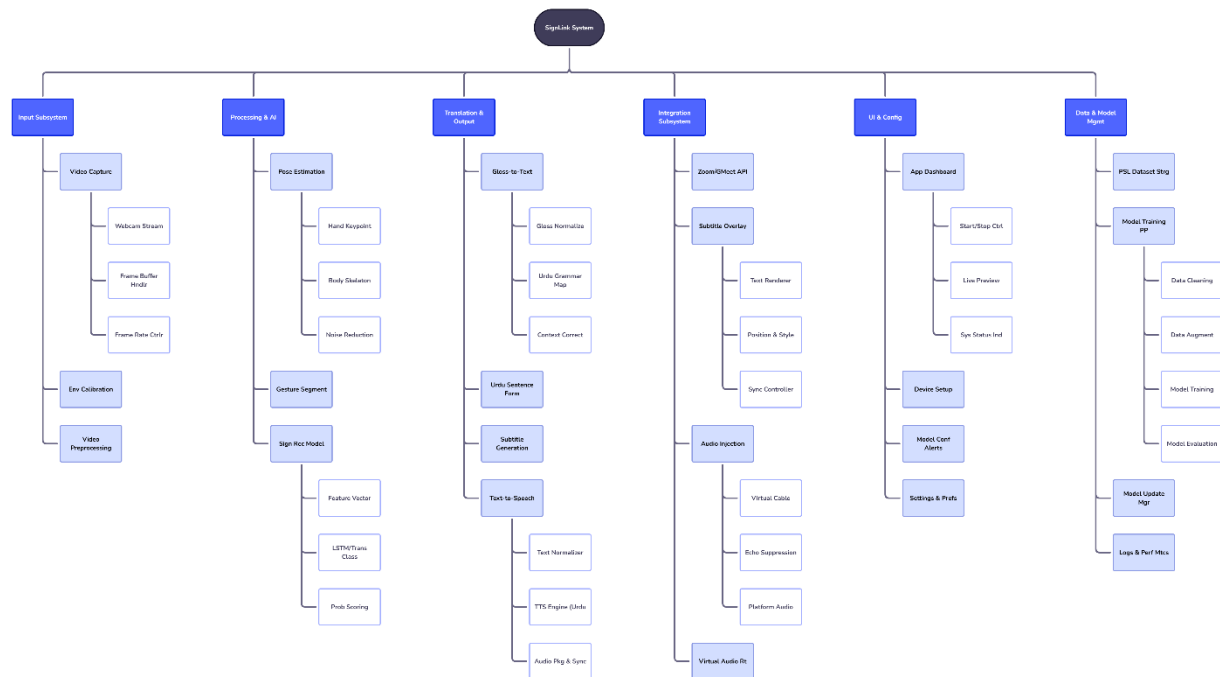 SignLink System
Input Subsystem
Processing & AI
Translation &
Output
Integration
Subsystem
UI & Config
Data & Model
Mgmt
Video Capture
Webcam Stream
Frame Buffer
Hndlr
Frame Rate Ctrlr
Env Calibration
Video
Preprocessing
Pose Estimation
Hand Keypoint
Body Skeleton
Noise Reduction
Gesture Segment
Sign Rec Model
Feature Vector
LSTM/Trans
Class
Prob Scoring
Gloss-to-Text
Gloss Normalize
Urdu Grammar
Map
Context Correct
Urdu Sentence
Form
Subtitle
Generation
Text-to-Speech
Text Normalizer
TTS Engine (Urdu
Audio Pkg & Sync
Zoom/GMeet API
Subtitle Overlay
Text Renderer
Position & Style
Sync Controller
Audio Injection
Virtual Cable
Echo Suppression
Platform Audio
Virtual Audio Rt
App Dashboard
Start/Stop Ctrl
Live Preview
Sys Status Ind
Device Setup
Model Conf
Alerts
Settings & Prefs
PSL Dataset Strg
Model Training
PP
Data Cleaning
Data Augment
Model Training
Model Evaluation
Model Update
Mgr
Logs & Perf Mtcs